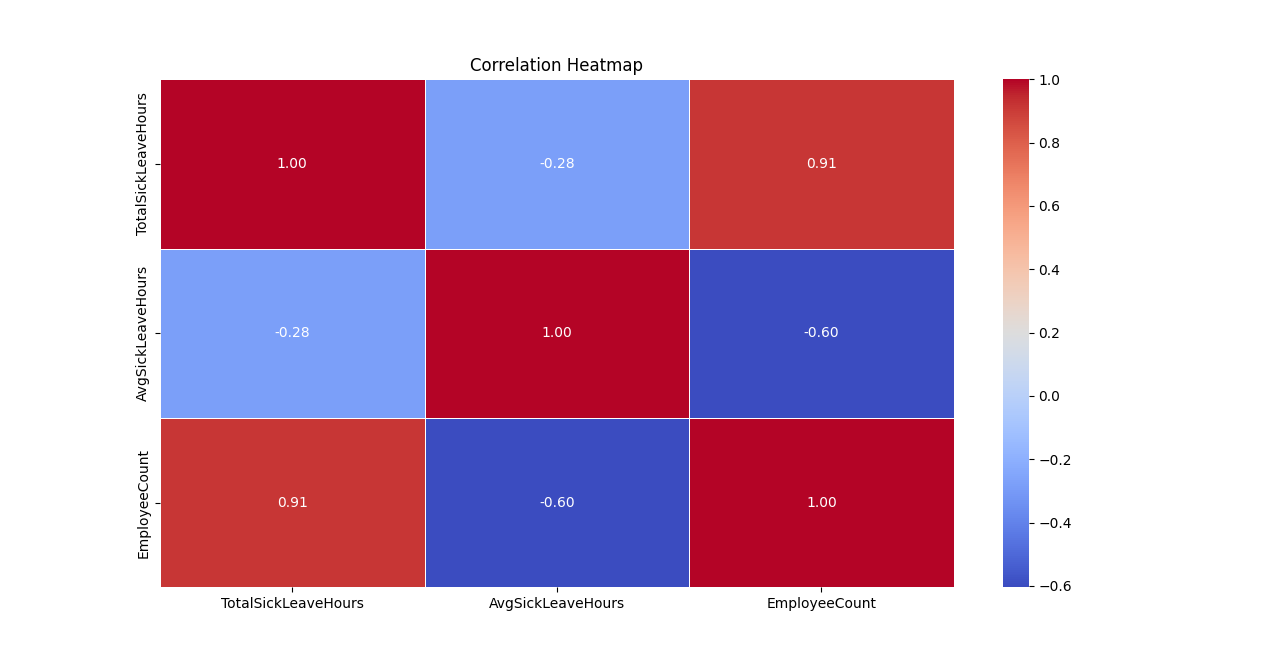 Correlation Heatmap
TotalSickLeaveHours
1.00
-0.28
0.91
AvgSickLeaveHours
-0.28
1.00
-0.60
EmployeeCount
0.91
-0.60
1.00
TotalSickLeaveHours
AvgSickLeaveHours
EmployeeCount
1.0
0.8
0.6
0.4
0.2
0.0
−0.2
−0.4
−0.6